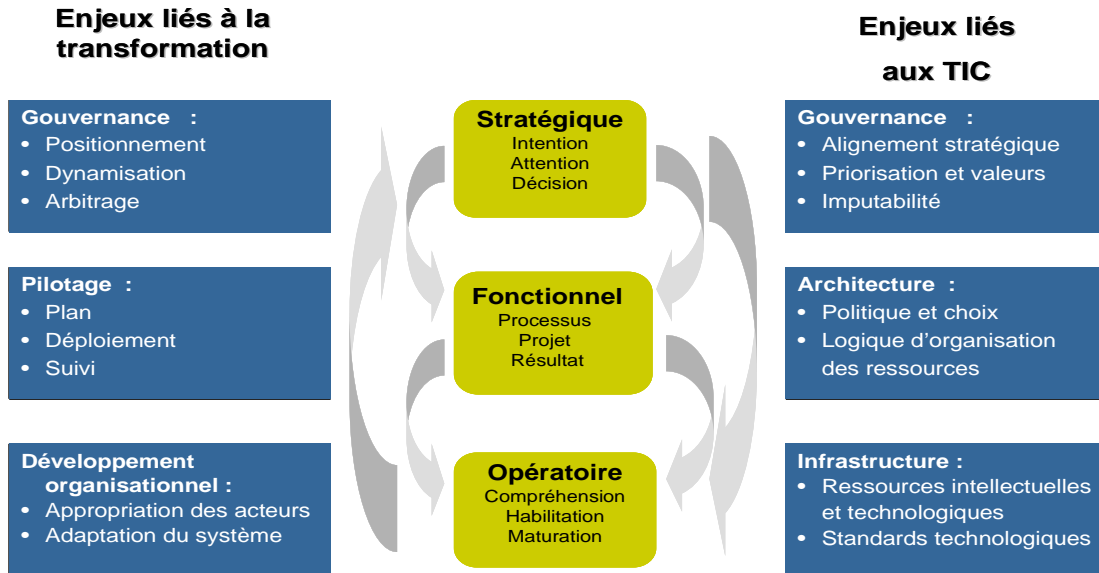 Enjeux liés à la
transformation
Gouvernance :
• Positionnement
• Dynamisation
• Arbitrage
Pilotage :
• Plan
• Déploiement
• Suivi
Développement
organisationnel :
• Appropriation des acteurs
• Adaptation du système
Stratégique
Intention
Attention
Décision
Fonctionnel
Processus
Projet
Résultat
Opératoire
Compréhension
Habilitation
Maturation
Enjeux liés
aux TIC
Gouvernance :
• Alignement stratégique
• Priorisation et valeurs
• Imputabilité
Architecture :
• Politique et choix
• Logique d’organisation
des ressources
Infrastructure :
• Ressources intellectuelles
et technologiques
• Standards technologiques